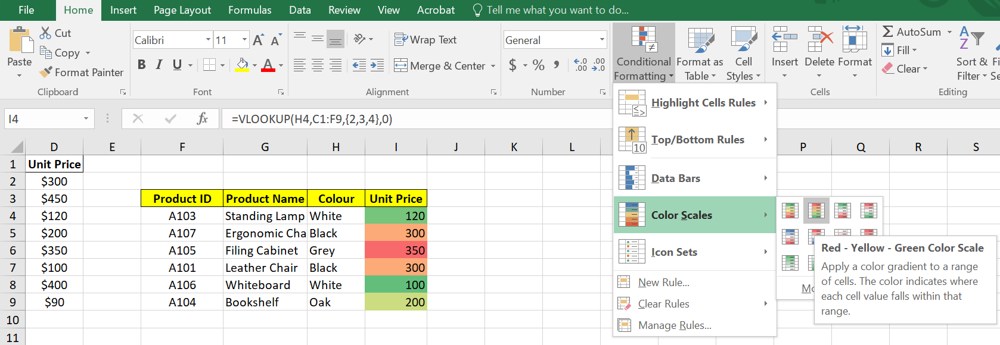 File Home Insert Page Layout Formulas Data Review View Acrobat Tell me what you want to do...
Paste
Cut
Copy
Format Painter
Clipboard
Calibri 11 A A
B I U A
Font
Wrap Text
Merge & Center
Alignment
General
$ % , .0 .00 .00 .0
Number
Conditional Formatting
Format as Table
Cell Styles
Insert Delete Format
Cells
AutoSum
Fill
Clear
A Z
Sort & Filter
Editing
I4 fx =VLOOKUP(H4,C1:F9,{2,3,4},0)
D E F G H I J K L P Q R S
1 Unit Price
2 $300
3 $450 Product ID Product Name Colour Unit Price
4 $120 A103 Standing Lamp White 120
5 $200 A107 Ergonomic Cha Black 300
6 $350 A105 Filing Cabinet Grey 350
7 $100 A101 Leather Chair Black 300
8 $400 A106 Whiteboard White 100
9 $90 A104 Bookshelf Oak 200
10
11
Highlight Cells Rules
10 Top/Bottom Rules
Data Bars
Color Scales
Icon Sets
New Rule...
Clear Rules
Manage Rules...
Red - Yellow - Green Color Scale
Apply a color gradient to a range
of cells. The color indicates where
each cell value falls within that
range.